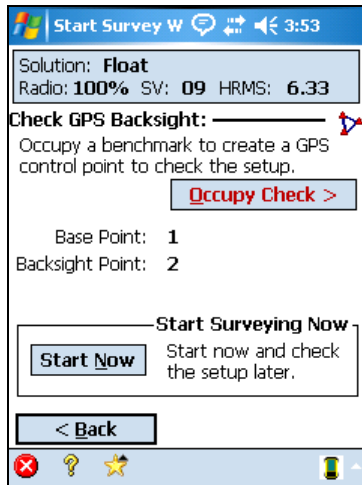 Start Survey W 3:53
Solution: Float
Radio: 100% SV: 09 HRMS: 6.33
Check GPS Backsight:
Occupy a benchmark to create a GPS
control point to check the setup.
Occupy Check >
Base Point: 1
Backsight Point: 2
Start Surveying Now
Start Now
Start now and check
the setup later.
< Back